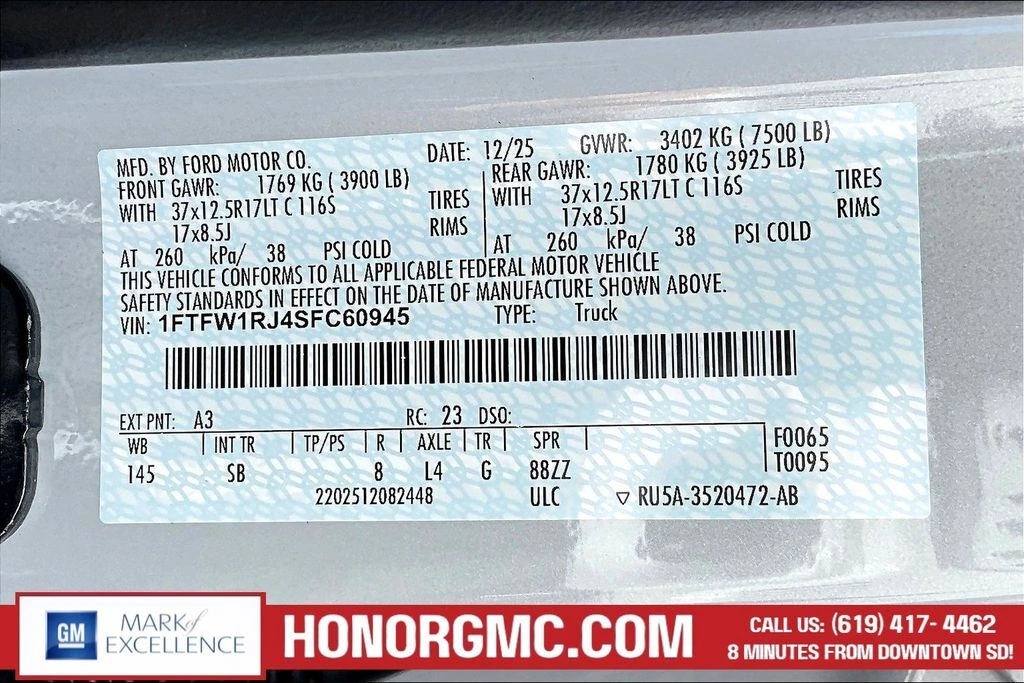 MFD. BY FORD MOTOR CO. DATE: 12/25 GVWR: 3402 KG ( 7500 LB)
FRONT GAWR: 1769 KG ( 3900 LB) REAR GAWR: 1780 KG ( 3925 LB)
WITH 37x12.5R17LT C 116S TIRES WITH 37x12.5R17LT C 116S TIRES
17x8.5J RIMS 17x8.5J RIMS
AT 260 kPa/ 38 PSI COLD AT 260 kPa/ 38 PSI COLD
THIS VEHICLE CONFORMS TO ALL APPLICABLE FEDERAL MOTOR VEHICLE
SAFETY STANDARDS IN EFFECT ON THE DATE OF MANUFACTURE SHOWN ABOVE.
VIN: 1FTFW1RJ4SFC60945 TYPE: Truck
EXT PNT: A3 RC: 23 DSO:
WB INT TR TP/PS R AXLE TR SPR F0065
145 SB 8 L4 G 88ZZ T0095
2202512082448 ULC ▽ RU5A-3520472-AB
GM MARK of EXCELLENCE
HONORGMC.COM
CALL US: (619) 417- 4462
8 MINUTES FROM DOWNTOWN SD!